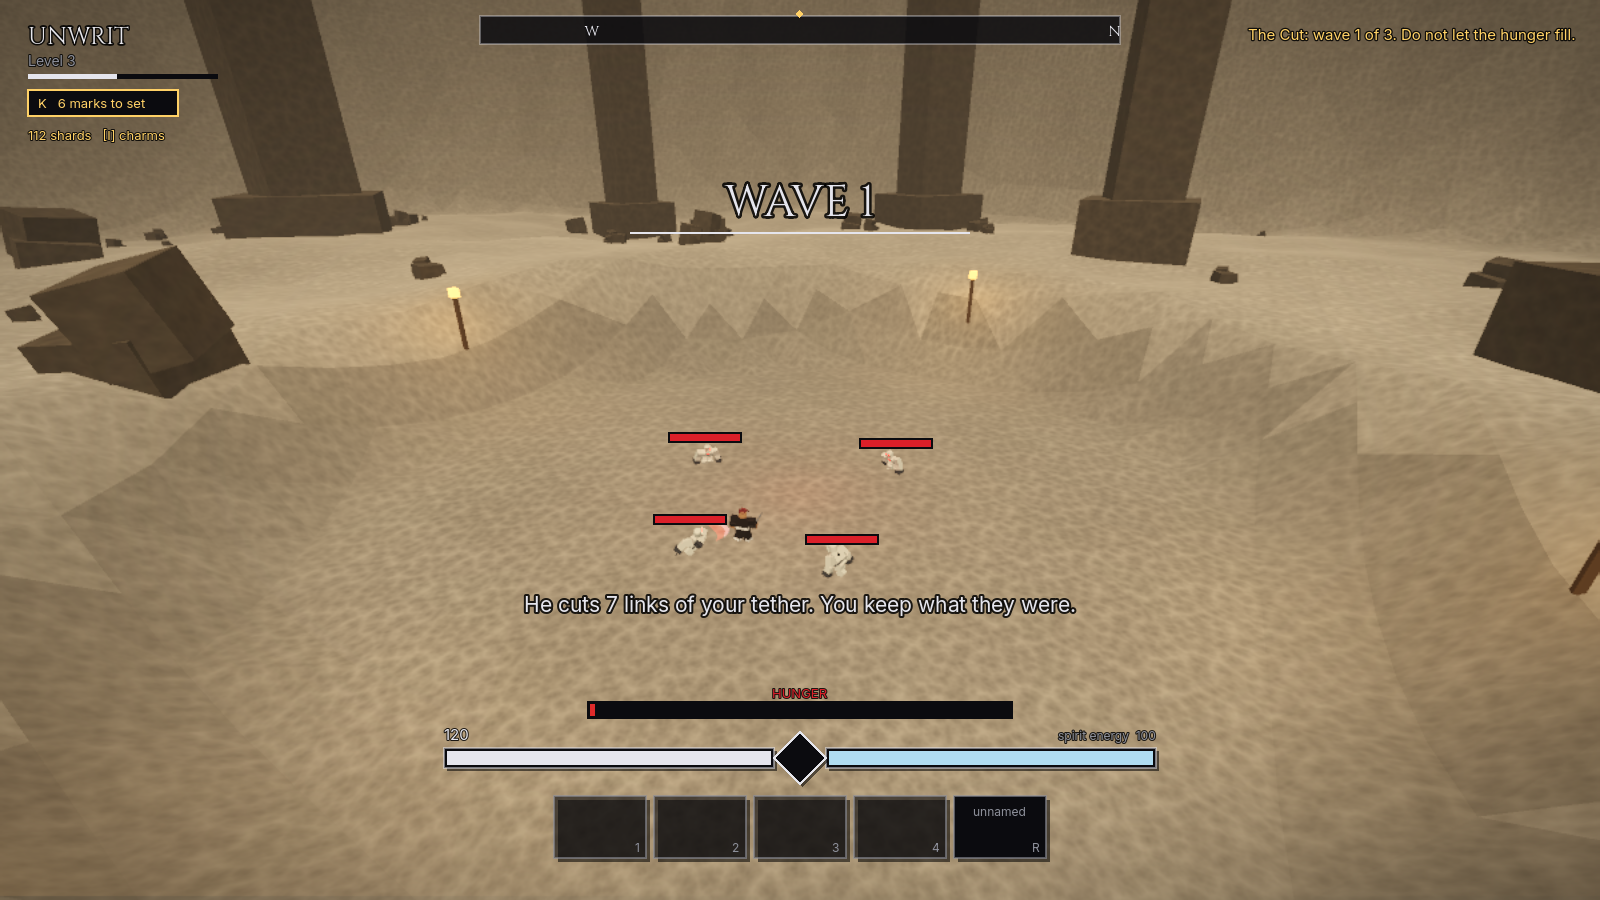 UNWRIT
Level 3
K 6 marks to set
112 shards [I] charms
W
N
The Cut: wave 1 of 3. Do not let the hunger fill.
WAVE 1
He cuts 7 links of your tether. You keep what they were.
HUNGER
120
spirit energy 100
1
2
3
4
unnamed
R